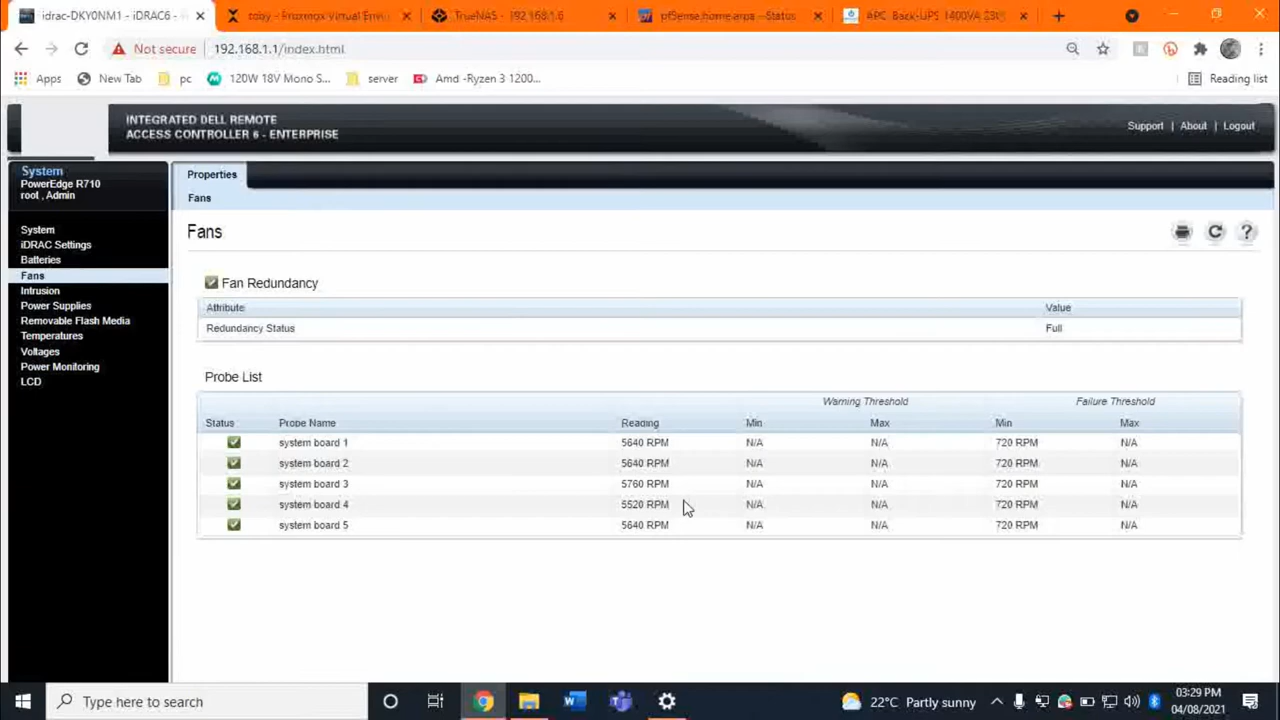 idrac-DKY0NM1 - iDRAC6 -
toby - Proxmox Virtual Envi
TrueNAS - 192.168.1.6
pfSense.home.arpa - Status
APC Back-UPS 1400VA 230
Not secure
192.168.1.1/index.html
Apps
New Tab
pc
120W 18V Mono S...
server
Amd -Ryzen 3 1200...
Reading list
INTEGRATED DELL REMOTE
ACCESS CONTROLLER 6 - ENTERPRISE
Support | About | Logout
System
PowerEdge R710
root , Admin
System
iDRAC Settings
Batteries
Fans
Intrusion
Power Supplies
Removable Flash Media
Temperatures
Voltages
Power Monitoring
LCD
Properties
Fans
Fans
Fan Redundancy
Attribute Value
Redundancy Status Full
Probe List
Warning Threshold Failure Threshold
Status Probe Name Reading Min Max Min Max
system board 1 5640 RPM N/A N/A 720 RPM N/A
system board 2 5640 RPM N/A N/A 720 RPM N/A
system board 3 5760 RPM N/A N/A 720 RPM N/A
system board 4 5520 RPM N/A N/A 720 RPM N/A
system board 5 5640 RPM N/A N/A 720 RPM N/A
Type here to search
22°C Partly sunny
03:29 PM
04/08/2021